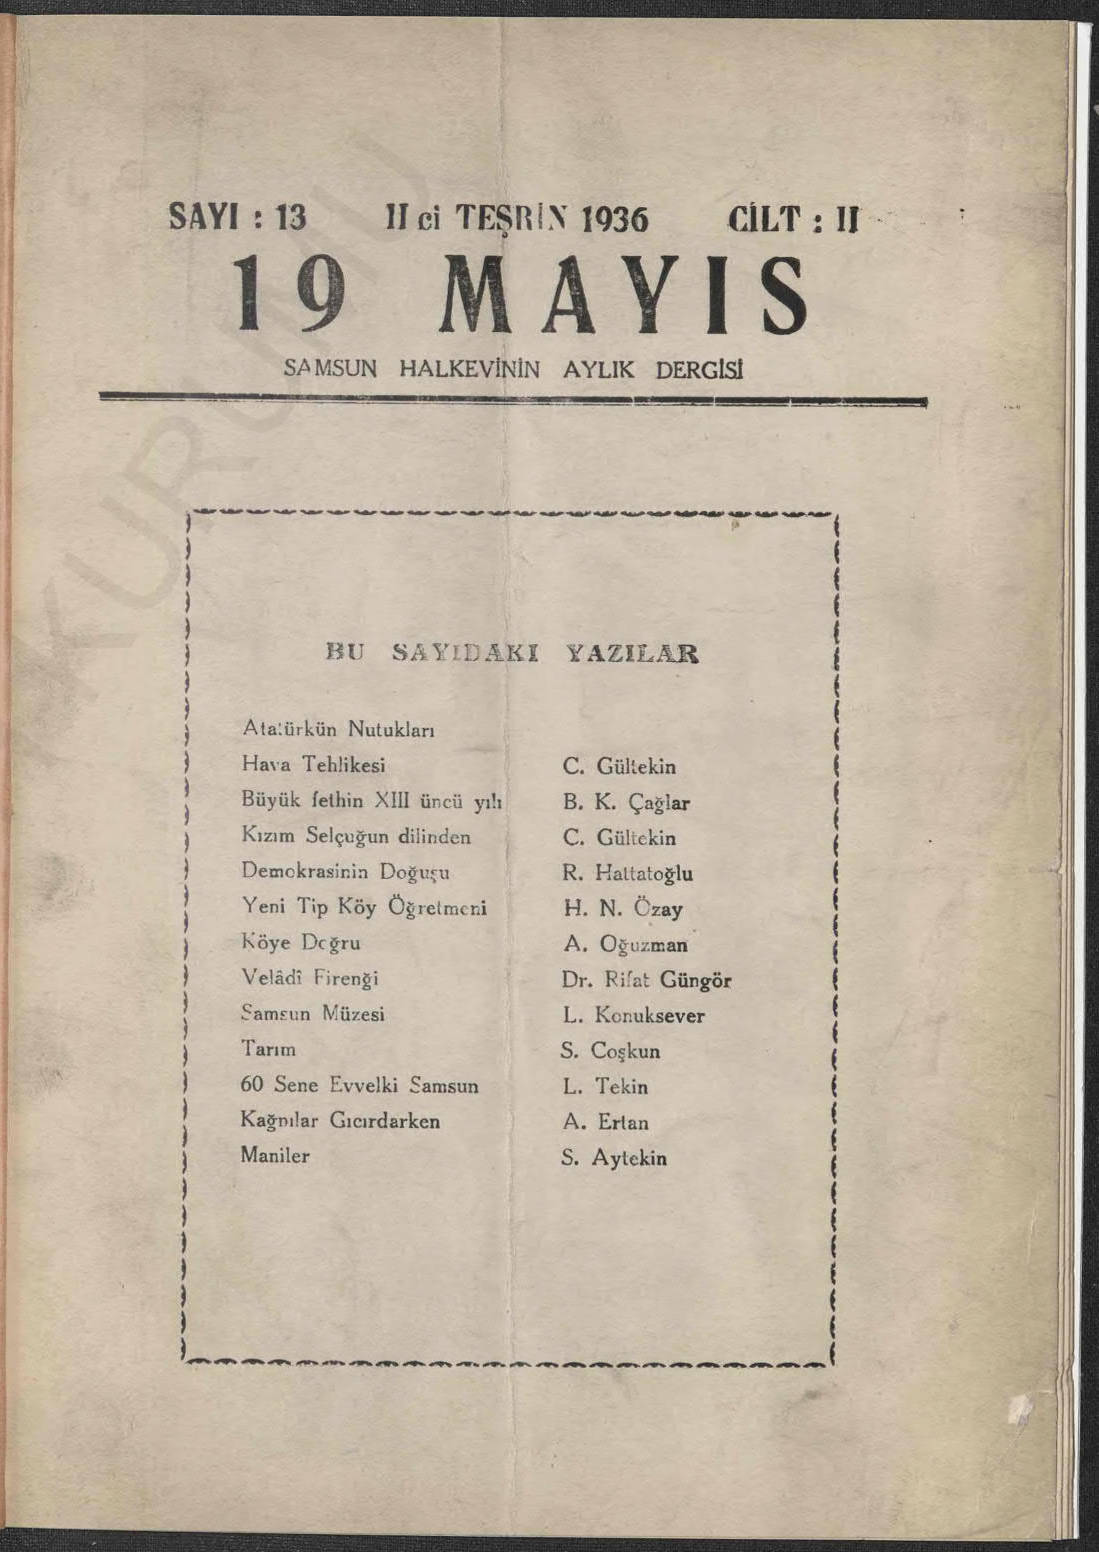 SAYI : 13 II ci TEŞRİN 1936 CİLT : II
19 MAYIS
SAMSUN HALKEVİNİN AYLIK DERGİSİ
BU SAYIDAKI YAZILAR
Atatürkün Nutukları
Hava Tehlikesi C. Gültekin
Büyük fethin XIII üncü yılı B. K. Çağlar
Kızım Selçuğun dilinden C. Gültekin
Demokrasinin Doğuşu R. Hattatoğlu
Yeni Tip Köy Öğretmeni H. N. Özay
Köye Doğru A. Oğuzman
Velâdî Firenği Dr. Rifat Güngör
Samsun Müzesi L. Konuksever
Tarım S. Coşkun
60 Sene Evvelki Samsun L. Tekin
Kağnılar Gıcırdarken A. Ertan
Maniler S. Aytekin
KURUMU